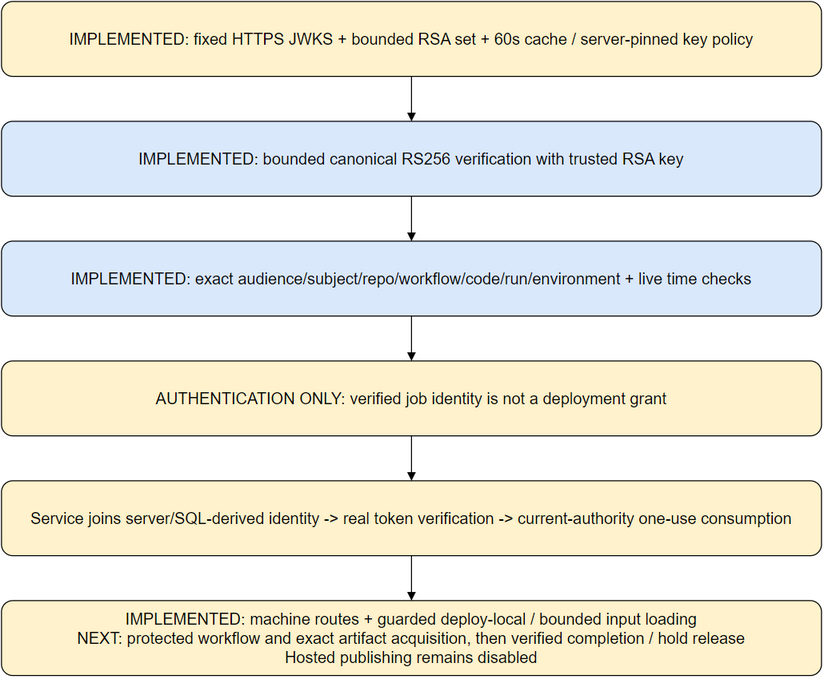 IMPLEMENTED: fixed HTTPS JWKS + bounded RSA set + 60s cache / server-pinned key policy
IMPLEMENTED: bounded canonical RS256 verification with trusted RSA key
IMPLEMENTED: exact audience/subject/repo/workflow/code/run/environment + live time checks
AUTHENTICATION ONLY: verified job identity is not a deployment grant
Service joins server/SQL-derived identity -> real token verification -> current-authority one-use consumption
IMPLEMENTED: machine routes + guarded deploy-local / bounded input loading
NEXT: protected workflow and exact artifact acquisition, then verified completion / hold release
Hosted publishing remains disabled